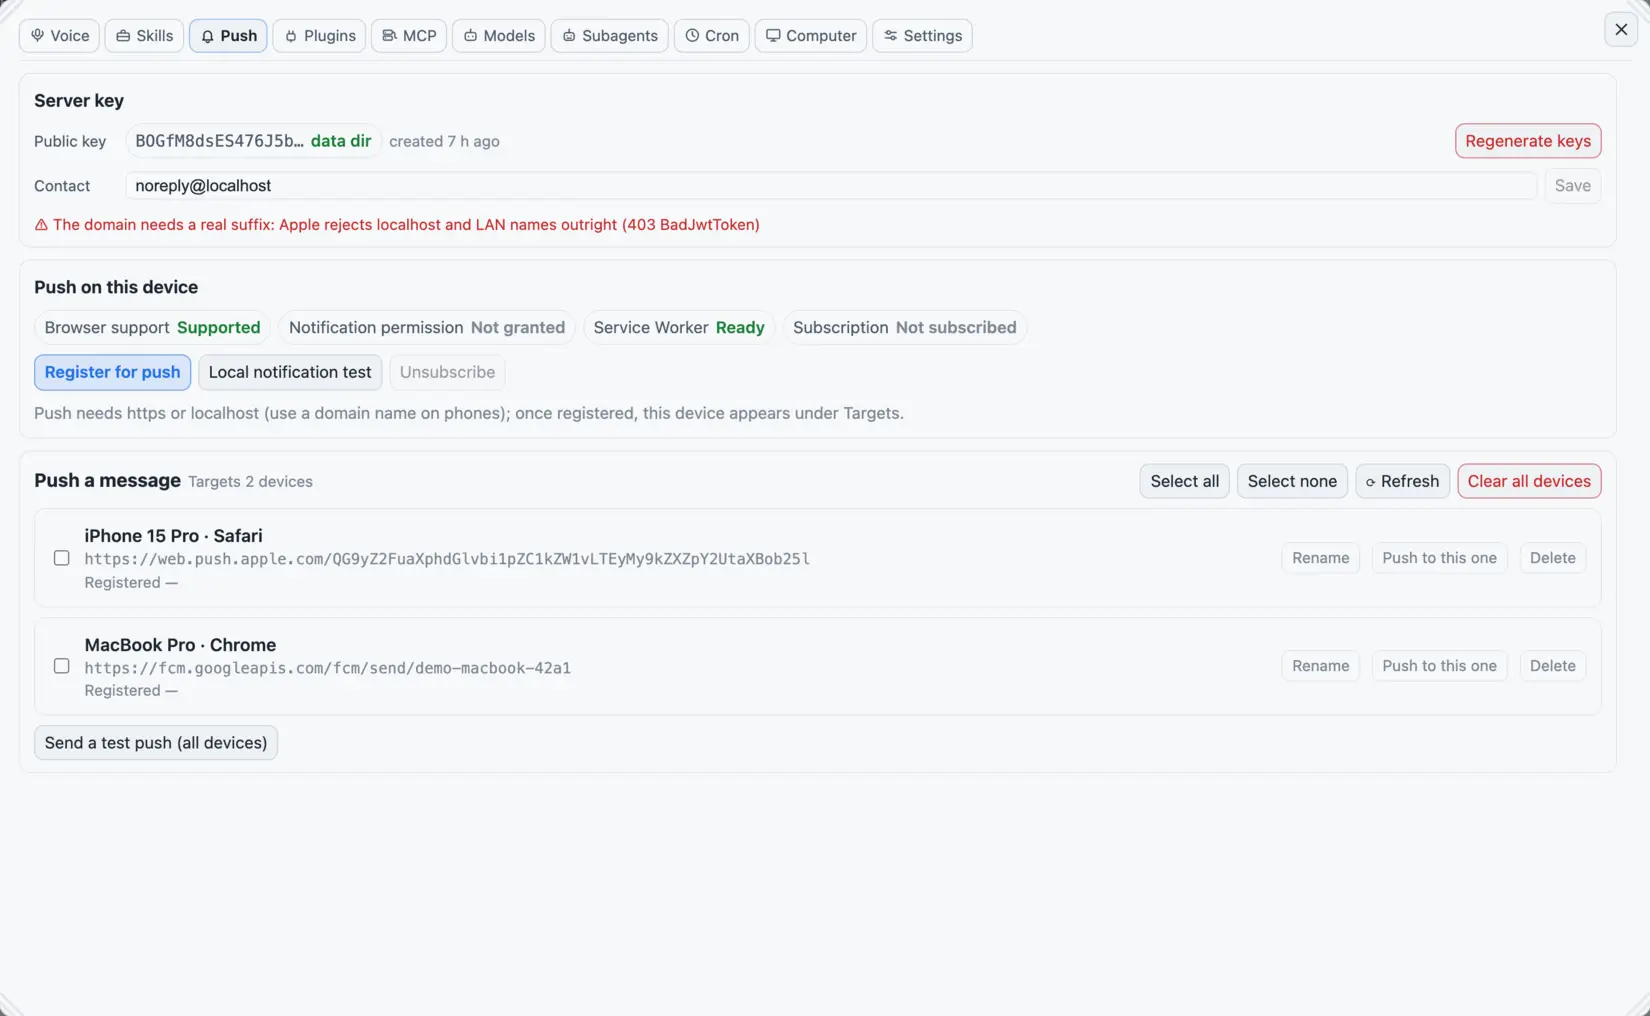 Voice Skills Push Plugins MCP Models Subagents Cron Computer Settings
Server key
Public key BOGfM8dsES476J5b… data dir created 7 h ago Regenerate keys
Contact noreply@localhost Save
The domain needs a real suffix: Apple rejects localhost and LAN names outright (403 BadJwtToken)
Push on this device
Browser support Supported Notification permission Not granted Service Worker Ready Subscription Not subscribed
Register for push Local notification test Unsubscribe
Push needs https or localhost (use a domain name on phones); once registered, this device appears under Targets.
Push a message Targets 2 devices Select all Select none Refresh Clear all devices
iPhone 15 Pro · Safari
https://web.push.apple.com/QG9yZ2FuaXphdGlvbi1pZC1kZW1vLTEyMy9kZXZpY2UtaXBob25l
Registered —
Rename Push to this one Delete
MacBook Pro · Chrome
https://fcm.googleapis.com/fcm/send/demo-macbook-42a1
Registered —
Rename Push to this one Delete
Send a test push (all devices)